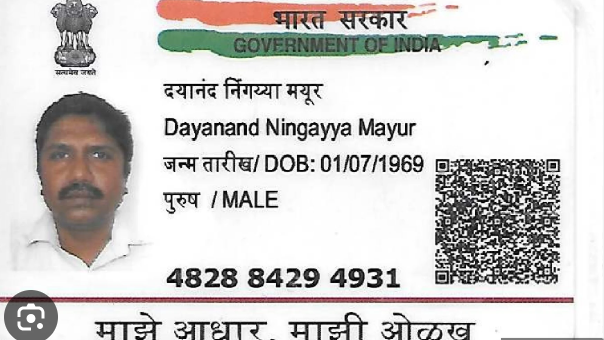 भारत सरकार
GOVERNMENT OF INDIA
सत्यमेव जयते
दयानंद निंगय्या मयूर
Dayanand Ningayya Mayur
जन्म तारीख/ DOB: 01/07/1969
पुरुष / MALE
4828 8429 4931
माझे आधार, माझी ओळख